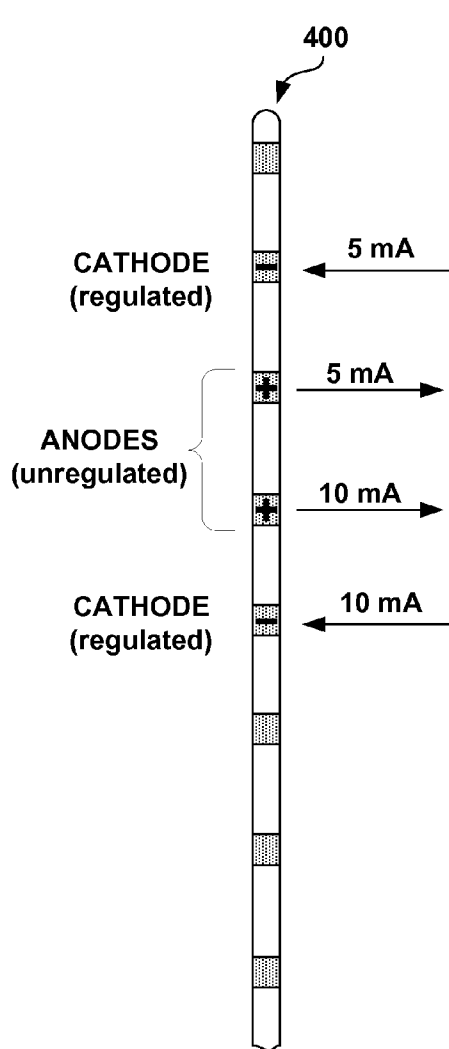 400
CATHODE
(regulated)
5 mA
5 mA
ANODES
(unregulated)
10 mA
CATHODE
(regulated)
10 mA